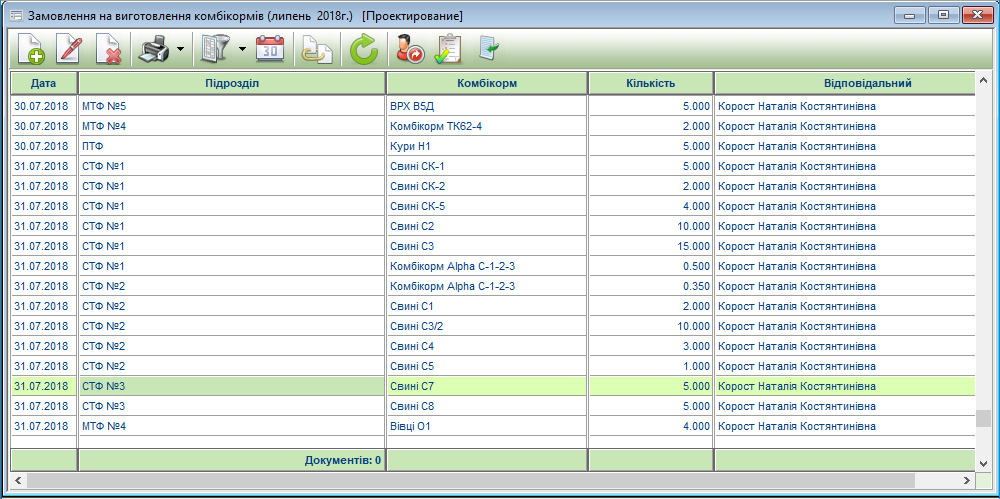 Замовлення на виготовлення комбікормів (липень 2018г.) [Проектирование]
30
Дата Підрозділ Комбікорм Кількість Відповідальний
30.07.2018 МТФ №5 ВРХ В5Д 5.000 Корост Наталія Костянтинівна
30.07.2018 МТФ №4 Комбікорм ТК62-4 2.000 Корост Наталія Костянтинівна
30.07.2018 ПТФ Кури Н1 5.000 Корост Наталія Костянтинівна
31.07.2018 СТФ №1 Свині СК-1 5.000 Корост Наталія Костянтинівна
31.07.2018 СТФ №1 Свині СК-2 2.000 Корост Наталія Костянтинівна
31.07.2018 СТФ №1 Свині СК-5 4.000 Корост Наталія Костянтинівна
31.07.2018 СТФ №1 Свині С2 10.000 Корост Наталія Костянтинівна
31.07.2018 СТФ №1 Свині С3 15.000 Корост Наталія Костянтинівна
31.07.2018 СТФ №1 Комбікорм Alpha С-1-2-3 0.500 Корост Наталія Костянтинівна
31.07.2018 СТФ №2 Комбікорм Alpha С-1-2-3 0.350 Корост Наталія Костянтинівна
31.07.2018 СТФ №2 Свині С1 2.000 Корост Наталія Костянтинівна
31.07.2018 СТФ №2 Свині С3/2 10.000 Корост Наталія Костянтинівна
31.07.2018 СТФ №2 Свині С4 3.000 Корост Наталія Костянтинівна
31.07.2018 СТФ №2 Свині С5 1.000 Корост Наталія Костянтинівна
31.07.2018 СТФ №3 Свині С7 5.000 Корост Наталія Костянтинівна
31.07.2018 СТФ №3 Свині С8 5.000 Корост Наталія Костянтинівна
31.07.2018 МТФ №4 Вівці О1 4.000 Корост Наталія Костянтинівна
Документів: 0